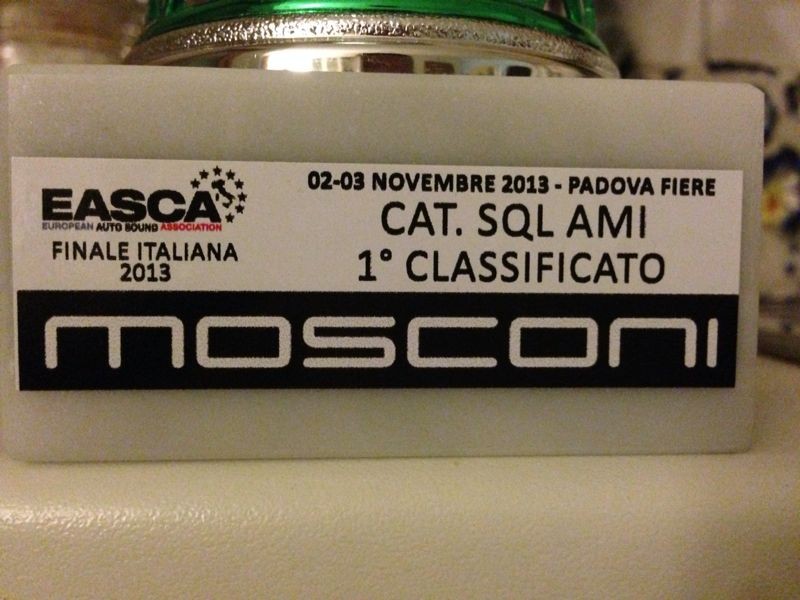 EASCA
EUROPEAN AUTO SOUND ASSOCIATION
FINALE ITALIANA
2013
02-03 NOVEMBRE 2013 - PADOVA FIERE
CAT. SQL AMI
1° CLASSIFICATO
mosconi